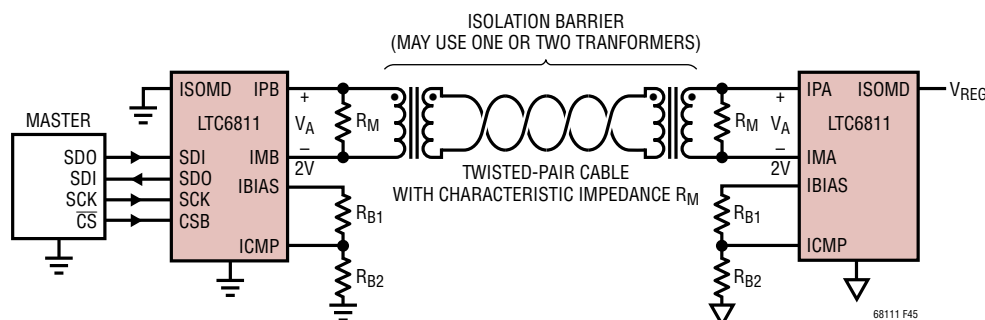 ISOLATION BARRIER
(MAY USE ONE OR TWO TRANFORMERS)
MASTER
SDO
SDI
SCK
CS
ISOMD
LTC6811
SDI
SDO
SCK
CSB
IPB
IMB
IBIAS
ICMP
+
VA
–
2V
RM
RB1
RB2
TWISTED-PAIR CABLE
WITH CHARACTERISTIC IMPEDANCE RM
RM
+
VA
–
2V
RB1
RB2
IPA
ISOMD
LTC6811
IMA
IBIAS
ICMP
VREG
68111 F45